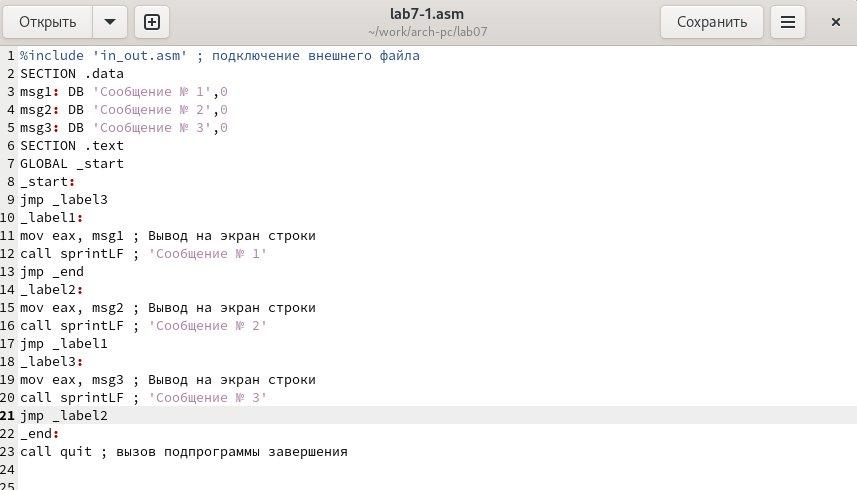 Открыть
lab7-1.asm
~/work/arch-pc/lab07
Сохранить
1 %include 'in_out.asm' ; подключение внешнего файла
2 SECTION .data
3 msg1: DB 'Сообщение № 1',0
4 msg2: DB 'Сообщение № 2',0
5 msg3: DB 'Сообщение № 3',0
6 SECTION .text
7 GLOBAL _start
8 _start:
9 jmp _label3
10 _label1:
11 mov eax, msg1 ; Вывод на экран строки
12 call sprintLF ; 'Сообщение № 1'
13 jmp _end
14 _label2:
15 mov eax, msg2 ; Вывод на экран строки
16 call sprintLF ; 'Сообщение № 2'
17 jmp _label1
18 _label3:
19 mov eax, msg3 ; Вывод на экран строки
20 call sprintLF ; 'Сообщение № 3'
21 jmp _label2
22 _end:
23 call quit ; вызов подпрограммы завершения
24
25